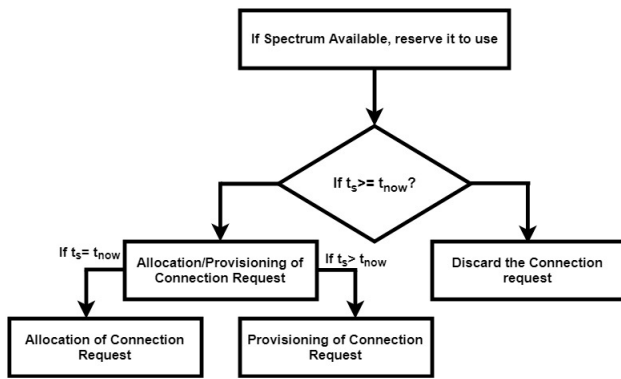 If Spectrum Available, reserve it to use
If tₛ>= tₙₒw?
If tₛ= tₙₒw
Allocation/Provisioning of
Connection Request
If tₛ> tₙₒw
Discard the Connection
request
Allocation of Connection
Request
Provisioning of Connection
Request